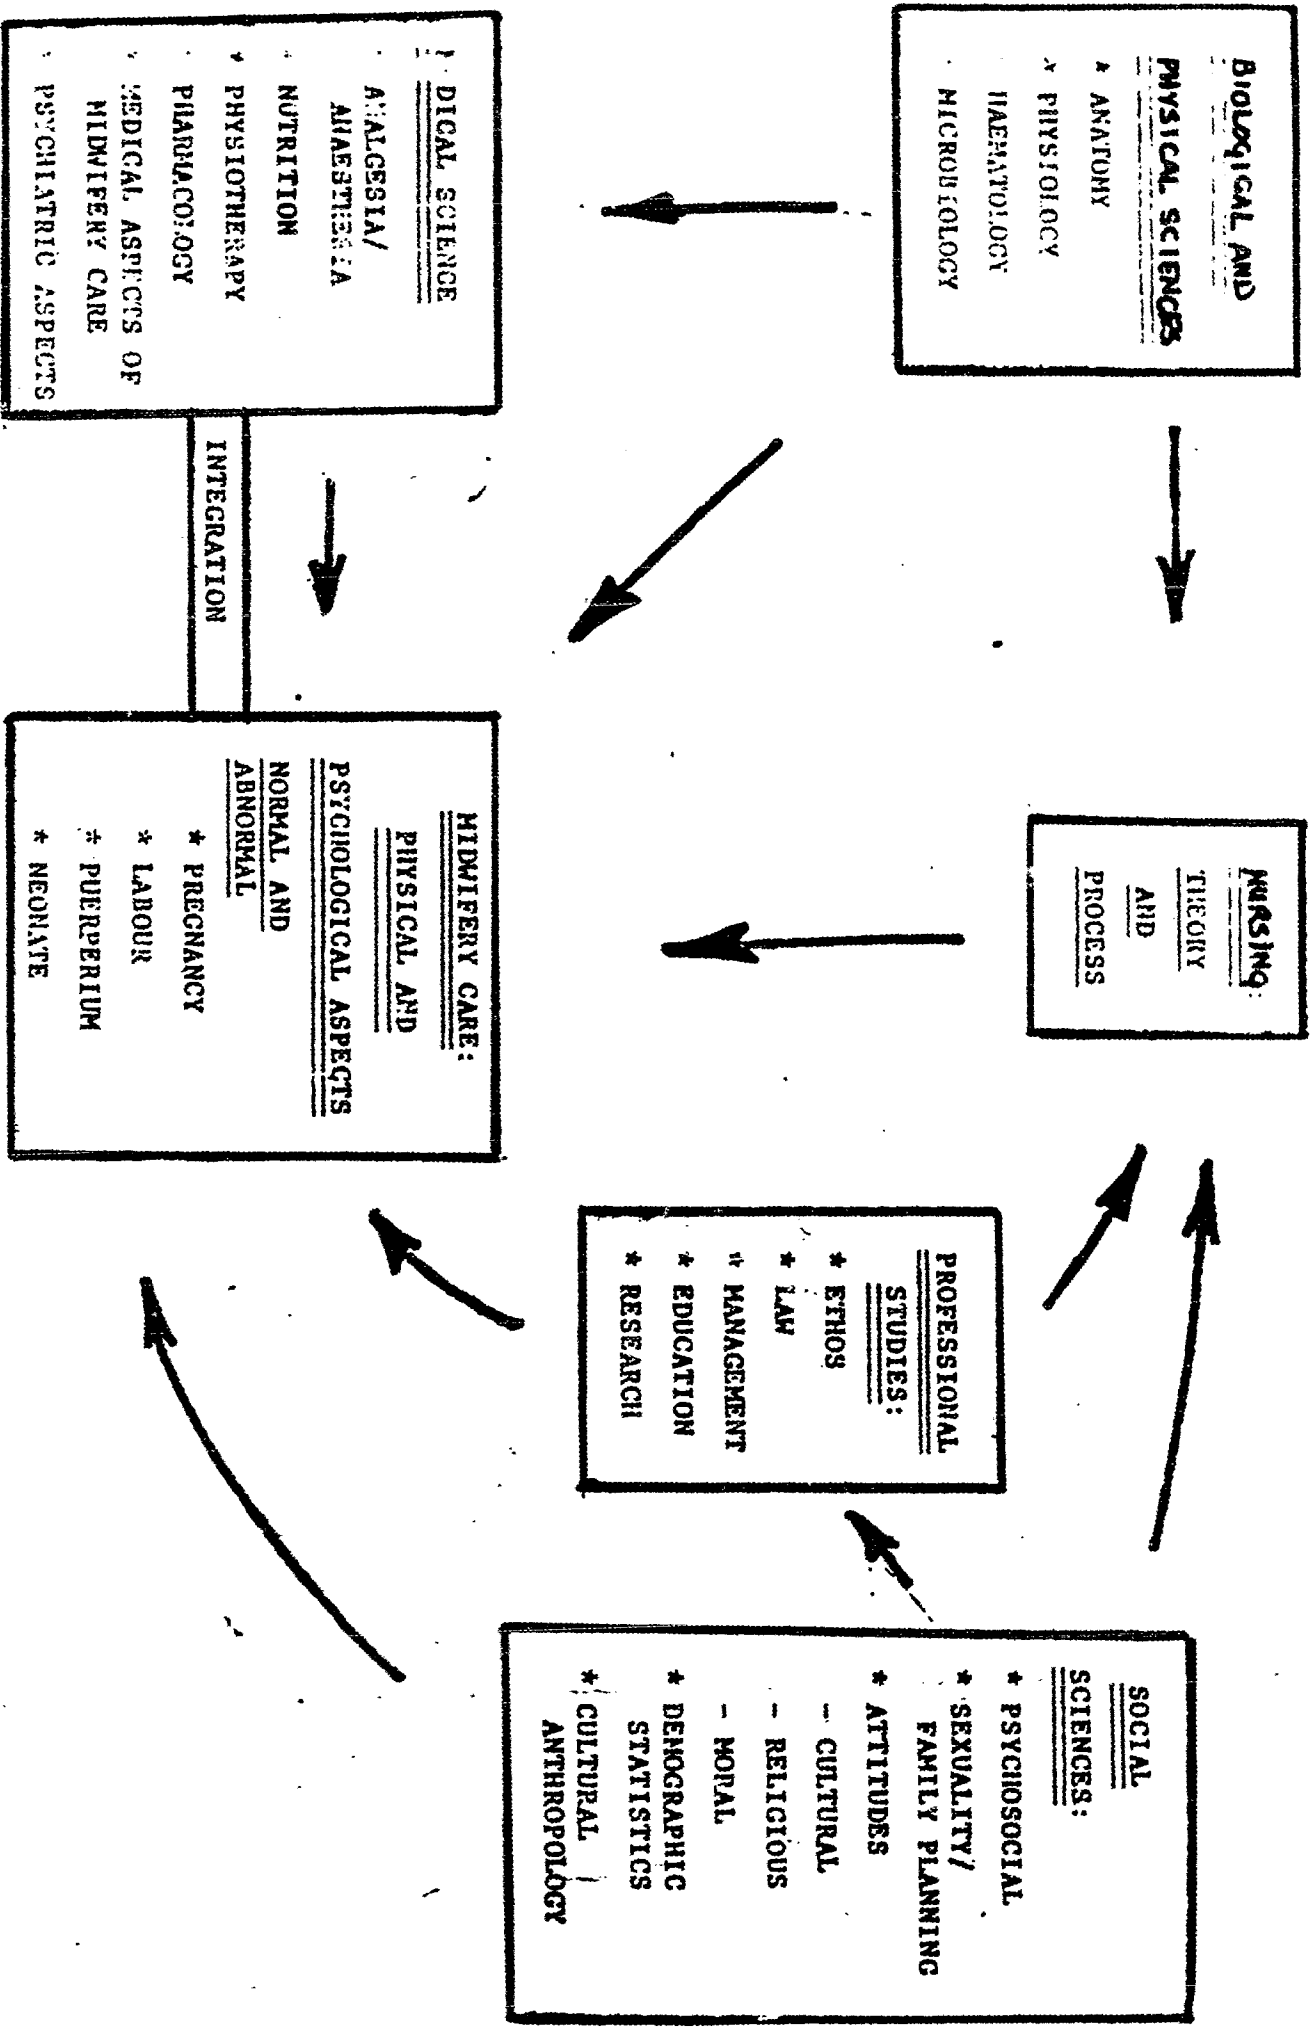 BIOLOGICAL AND
PHYSICAL SCIENCES
* ANATOMY
* PHYSIOLOGY
HAEMATOLOGY
MICROBIOLOGY
NURSING:
THEORY
AND
PROCESS
SOCIAL
SCIENCES:
* PSYCHOSOCIAL
* SEXUALITY/
FAMILY PLANNING
* ATTITUDES
- CULTURAL
- RELIGIOUS
- MORAL
* DEMOGRAPHIC
STATISTICS
* CULTURAL
ANTHROPOLOGY
PROFESSIONAL
STUDIES:
* ETHOS
* LAW
* MANAGEMENT
* EDUCATION
* RESEARCH
DICAL SCIENCE
ANALGESIA/
ANAESTHESIA
NUTRITION
* PHYSIOTHERAPY
PHARMACOLOGY
* MEDICAL ASPECTS OF
MIDWIFERY CARE
* PSYCHIATRIC ASPECTS
INTEGRATION
MIDWIFERY CARE:
PHYSICAL AND
PSYCHOLOGICAL ASPECTS
NORMAL AND
ABNORMAL
* PREGNANCY
* LABOUR
* PUERPERIUM
* NEONATE